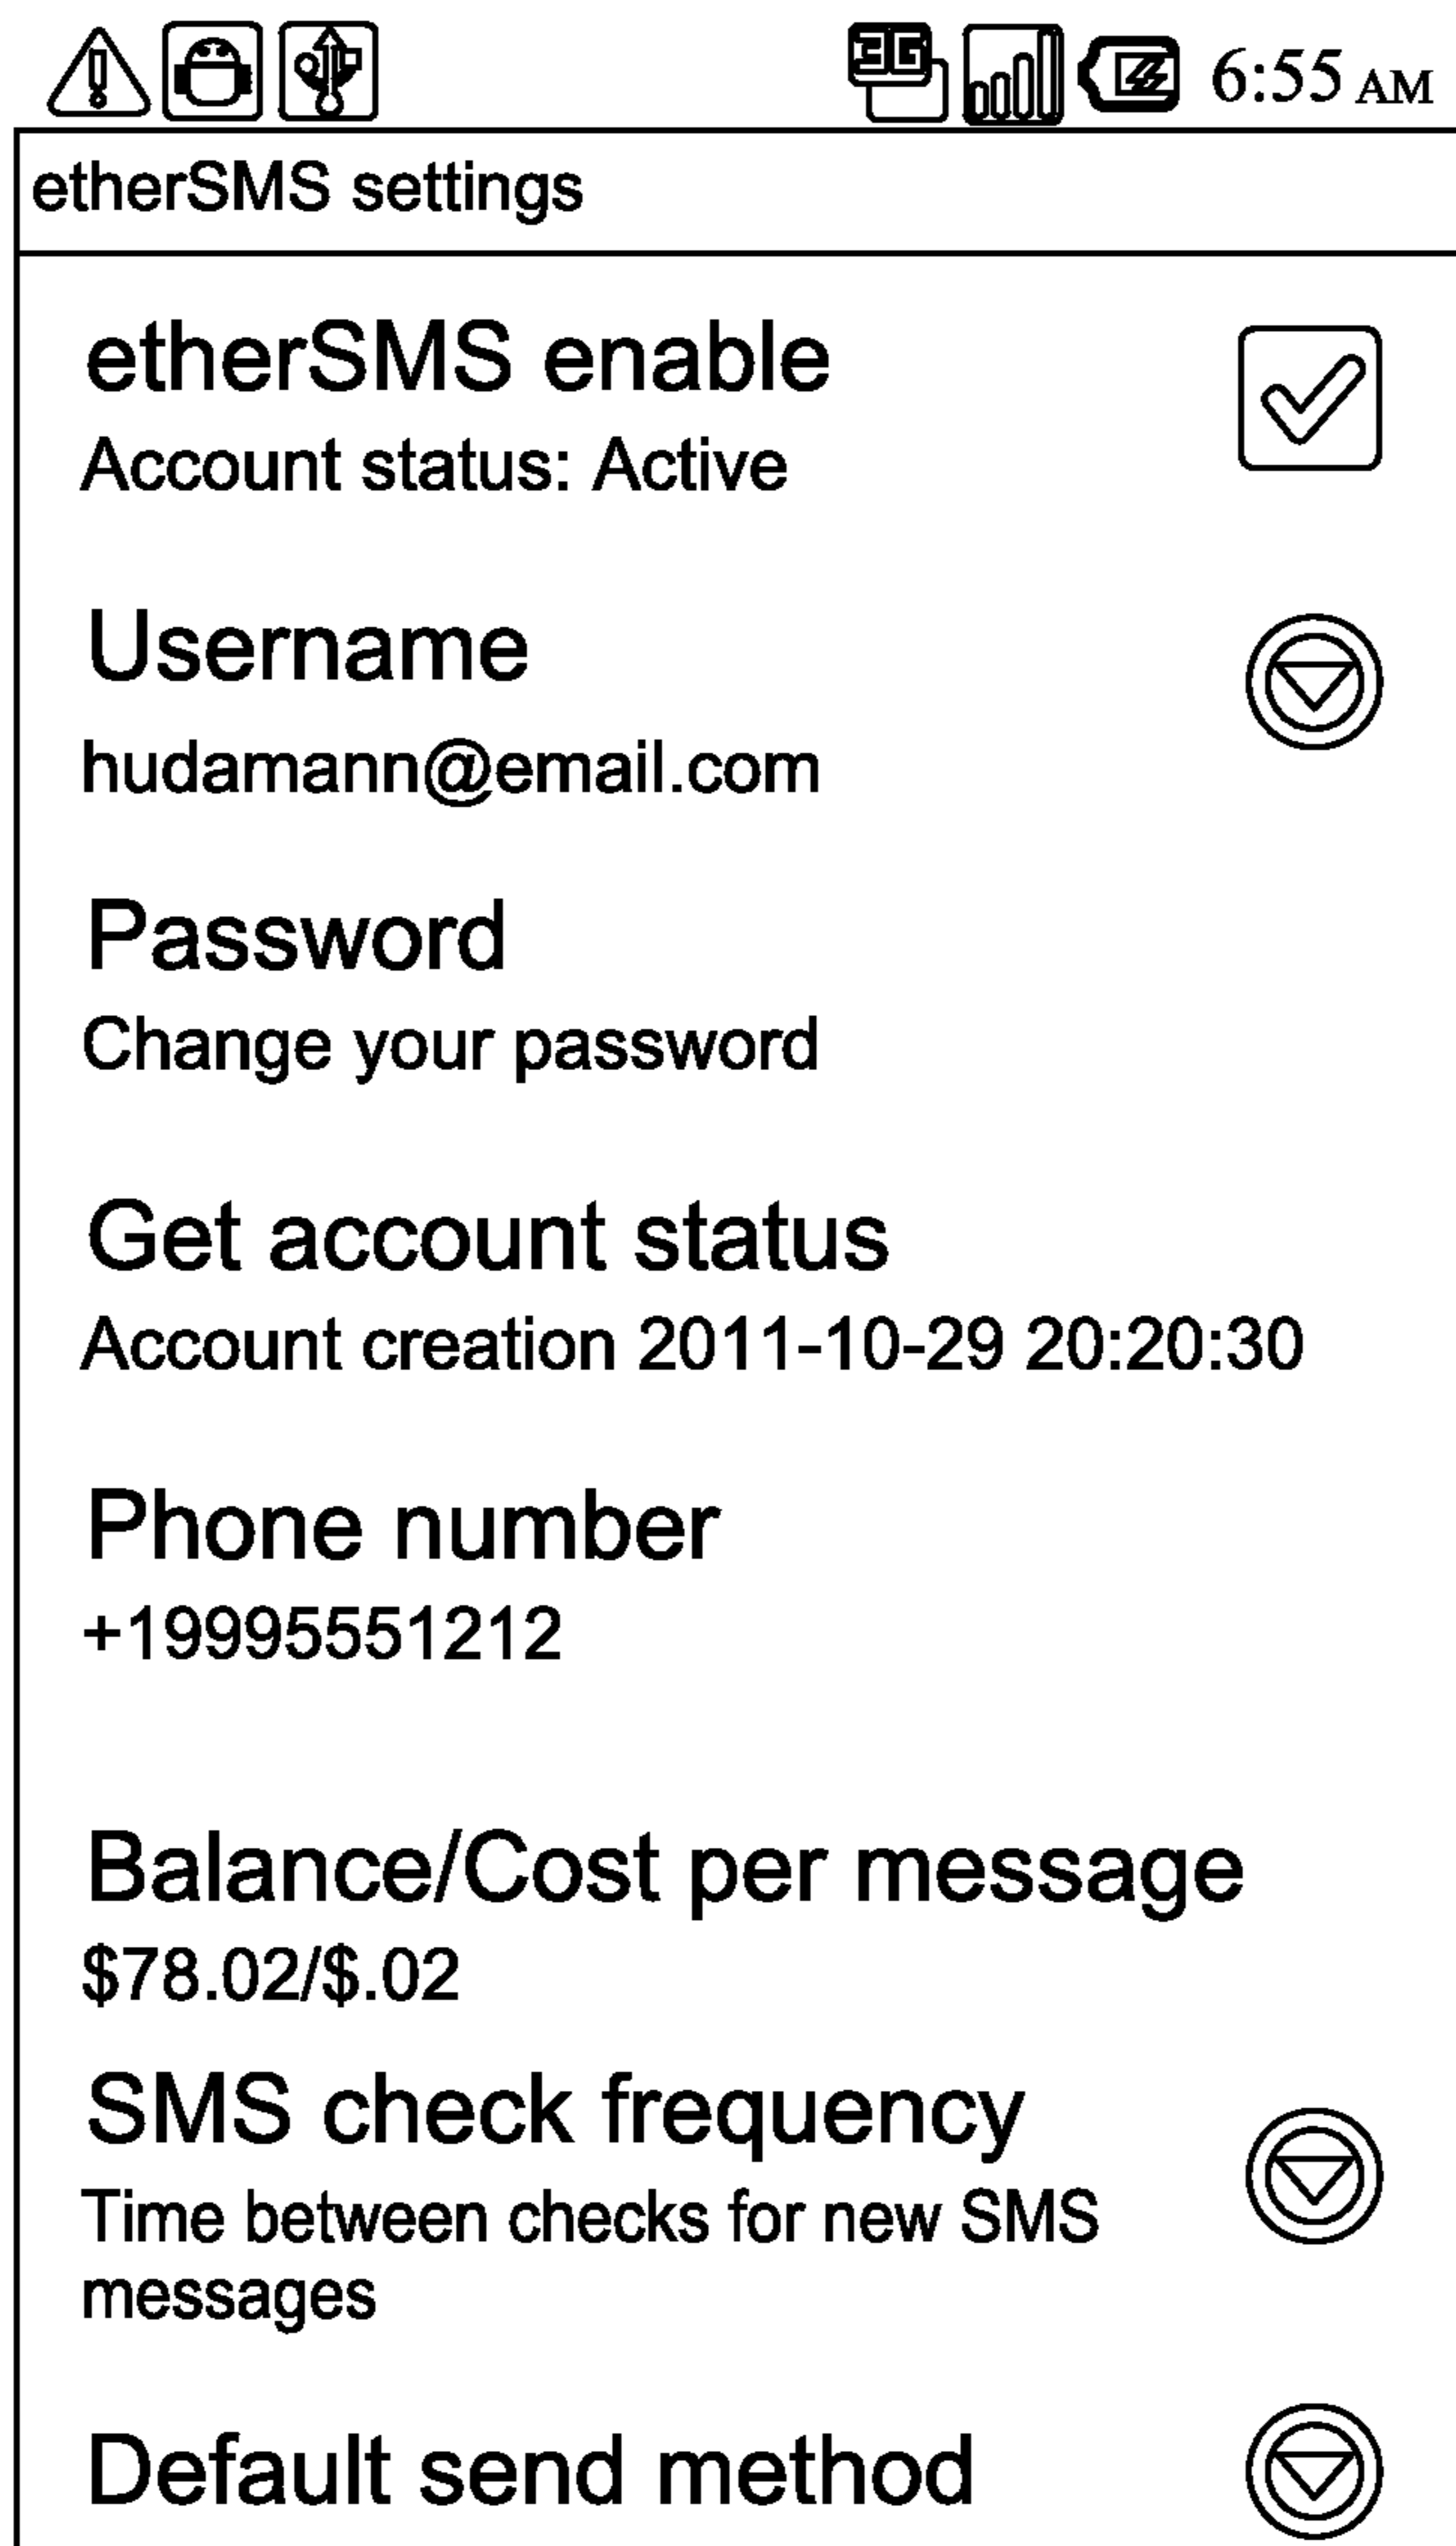 3G 6:55 AM
etherSMS settings
etherSMS enable
Account status: Active
Username
hudamann@email.com
Password
Change your password
Get account status
Account creation 2011-10-29 20:20:30
Phone number
+19995551212
Balance/Cost per message
$78.02/$.02
SMS check frequency
Time between checks for new SMS
messages
Default send method